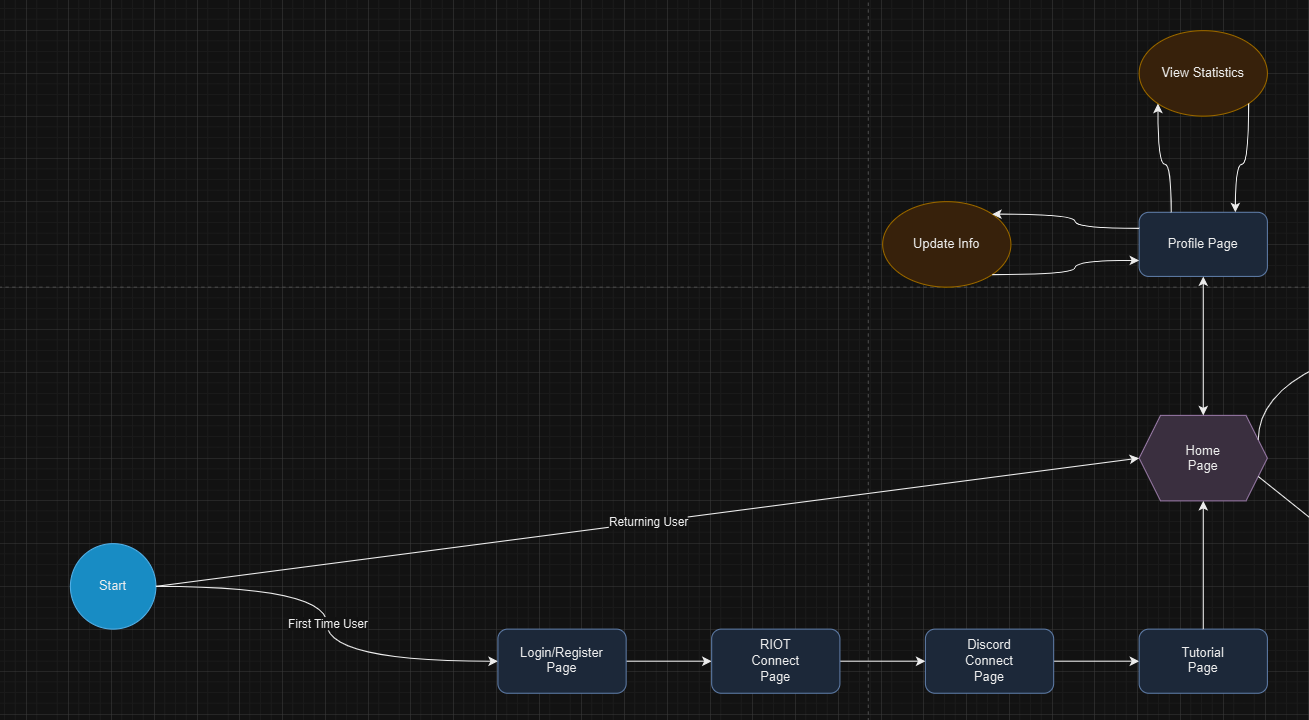 View Statistics
Update Info
Profile Page
Home
Page
Returning User
Start
First Time User
Login/Register
Page
RIOT
Connect
Page
Discord
Connect
Page
Tutorial
Page